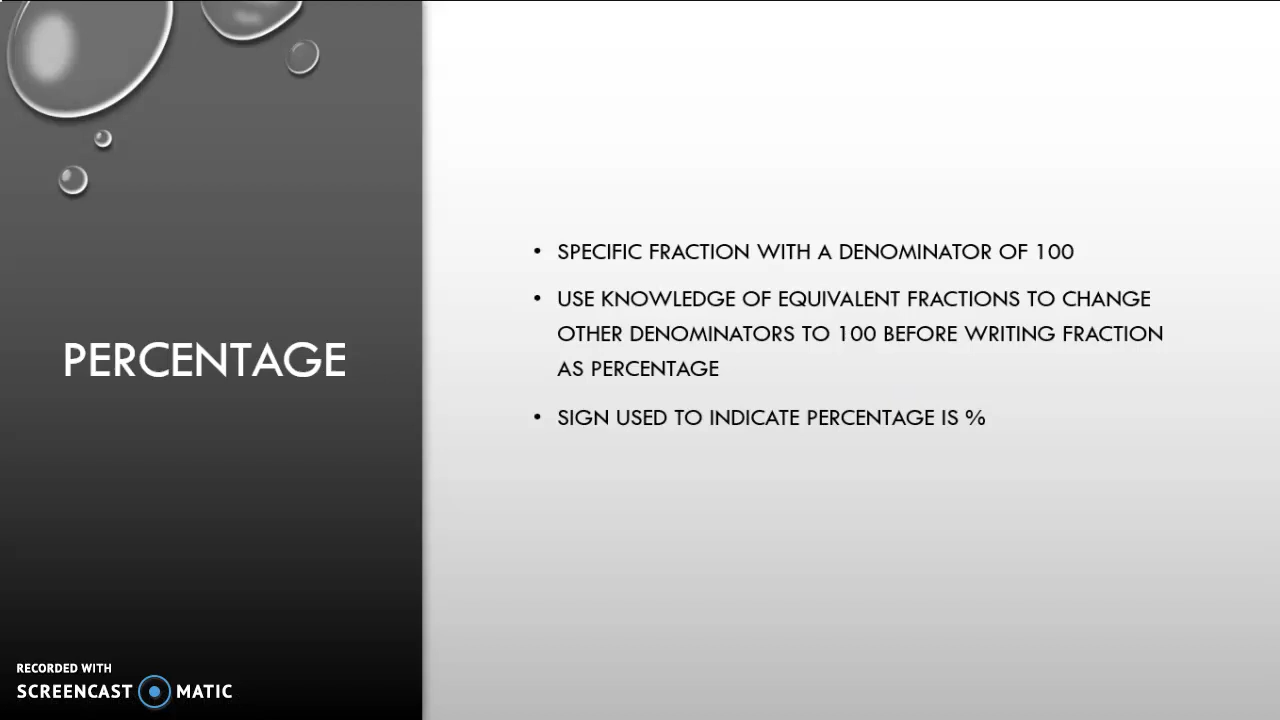 PERCENTAGE
• SPECIFIC FRACTION WITH A DENOMINATOR OF 100
• USE KNOWLEDGE OF EQUIVALENT FRACTIONS TO CHANGE
OTHER DENOMINATORS TO 100 BEFORE WRITING FRACTION
AS PERCENTAGE
• SIGN USED TO INDICATE PERCENTAGE IS %
RECORDED WITH
SCREENCAST MATIC